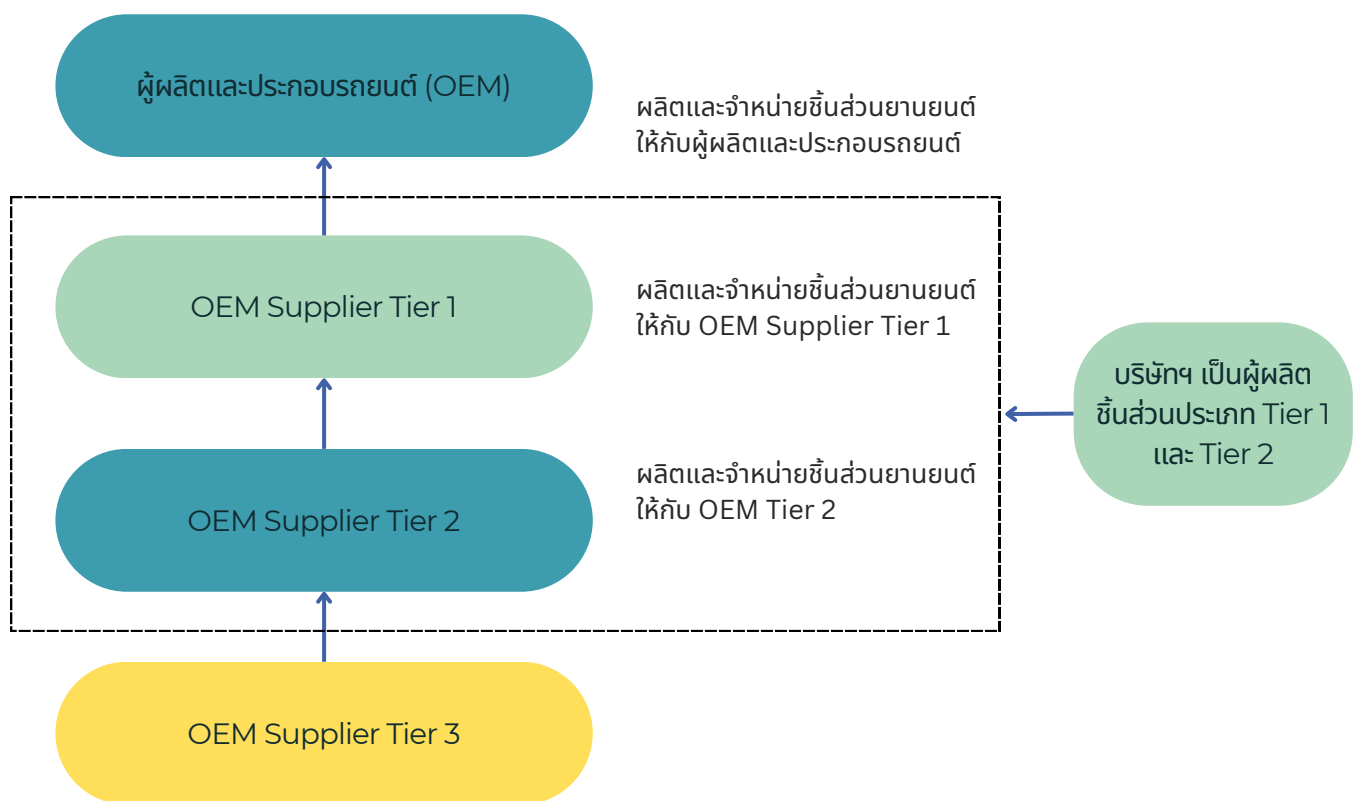 ผู้ผลิตและประกอบรถยนต์ (OEM)
ผลิตและจำหน่ายชิ้นส่วนยานยนต์
ให้กับผู้ผลิตและประกอบรถยนต์
OEM Supplier Tier 1
ผลิตและจำหน่ายชิ้นส่วนยานยนต์
ให้กับ OEM Supplier Tier 1
บริษัทฯ เป็นผู้ผลิต
ชิ้นส่วนประเภท Tier 1
และ Tier 2
OEM Supplier Tier 2
ผลิตและจำหน่ายชิ้นส่วนยานยนต์
ให้กับ OEM Tier 2
OEM Supplier Tier 3